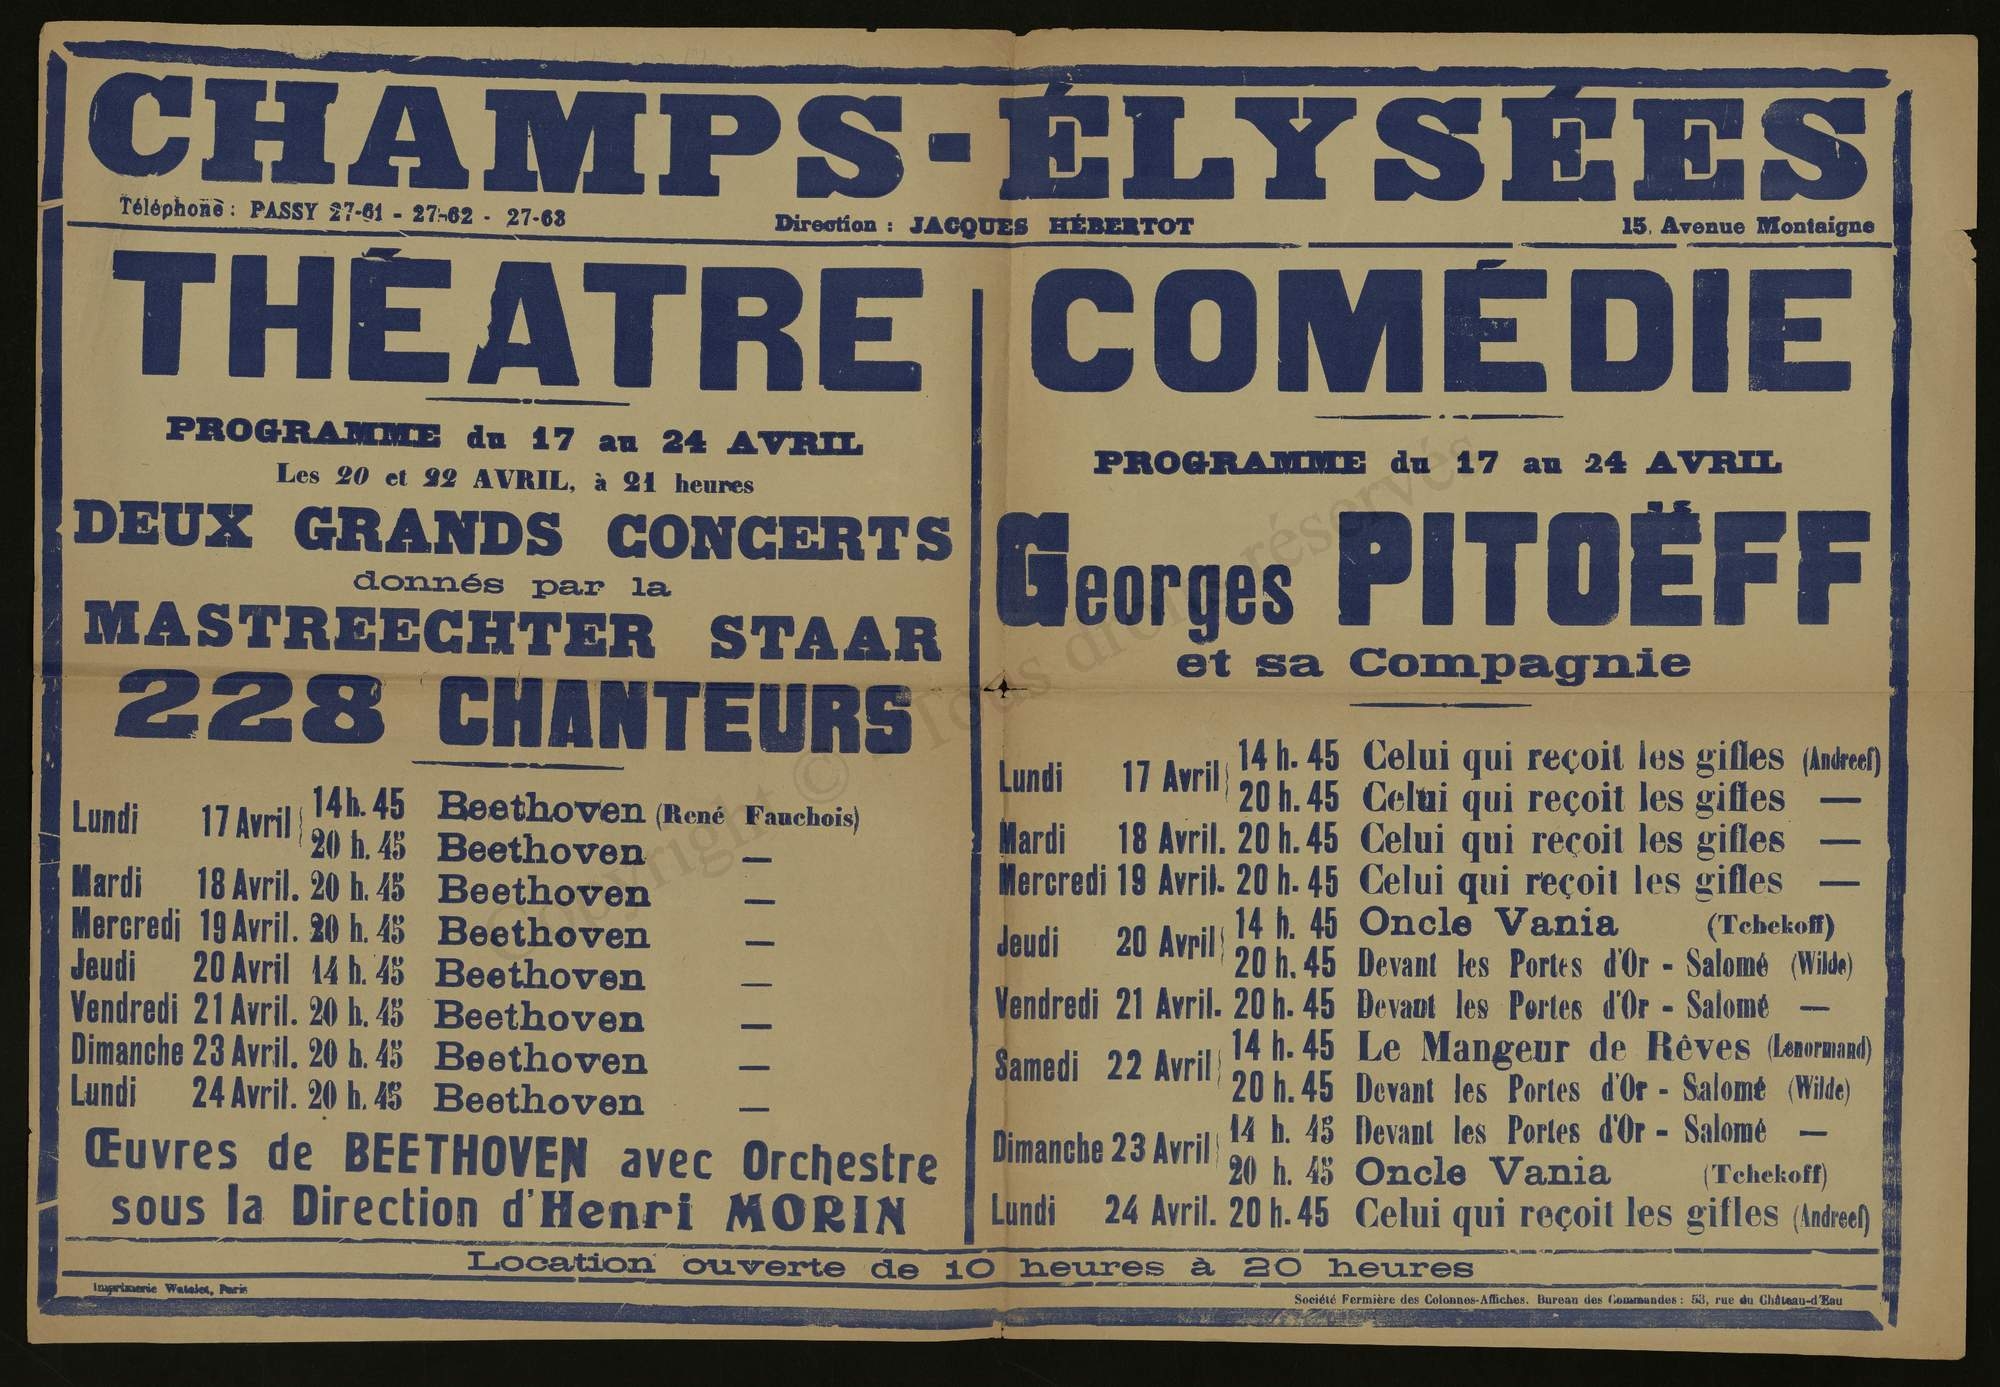 CHAMPS-ÉLYSÉES
Téléphone : PASSY 27-61 - 27-62 - 27-63
Direction : JACQUES HÉBERTOT
15, Avenue Montaigne
THÉATRE
PROGRAMME du 17 au 24 AVRIL
Les 20 et 22 AVRIL, à 21 heures
DEUX GRANDS CONCERTS
donnés par la
MASTREECHTER STAAR
228 CHANTEURS
Lundi 17 Avril 14 h. 45 Beethoven (René Fauchois)
20 h. 45 Beethoven —
Mardi 18 Avril. 20 h. 45 Beethoven —
Mercredi 19 Avril. 20 h. 45 Beethoven —
Jeudi 20 Avril 14 h. 45 Beethoven —
Vendredi 21 Avril. 20 h. 45 Beethoven —
Dimanche 23 Avril. 20 h. 45 Beethoven —
Lundi 24 Avril. 20 h. 45 Beethoven —
Œuvres de BEETHOVEN avec Orchestre
sous la Direction d'Henri MORIN
COMÉDIE
PROGRAMME du 17 au 24 AVRIL
Georges PITOËFF
et sa Compagnie
Lundi 17 Avril 14 h. 45 Celui qui reçoit les gifles (Andreef)
20 h. 45 Celui qui reçoit les gifles —
Mardi 18 Avril. 20 h. 45 Celui qui reçoit les gifles —
Mercredi 19 Avril. 20 h. 45 Celui qui reçoit les gifles —
Jeudi 20 Avril 14 h. 45 Oncle Vania (Tchekoff)
20 h. 45 Devant les Portes d'Or - Salomé (Wilde)
Vendredi 21 Avril. 20 h. 45 Devant les Portes d'Or - Salomé —
Samedi 22 Avril 14 h. 45 Le Mangeur de Rêves (Lenormand)
20 h. 45 Devant les Portes d'Or - Salomé (Wilde)
Dimanche 23 Avril 14 h. 45 Devant les Portes d'Or - Salomé —
20 h. 45 Oncle Vania (Tchekoff)
Lundi 24 Avril. 20 h. 45 Celui qui reçoit les gifles (Andreef)
Location ouverte de 10 heures à 20 heures
Imprimerie Watelet, Paris
Société Fermière des Colonnes-Affiches. Bureau des Commandes : 53, rue du Château-d'Eau
Copyright © Tous droits réservés